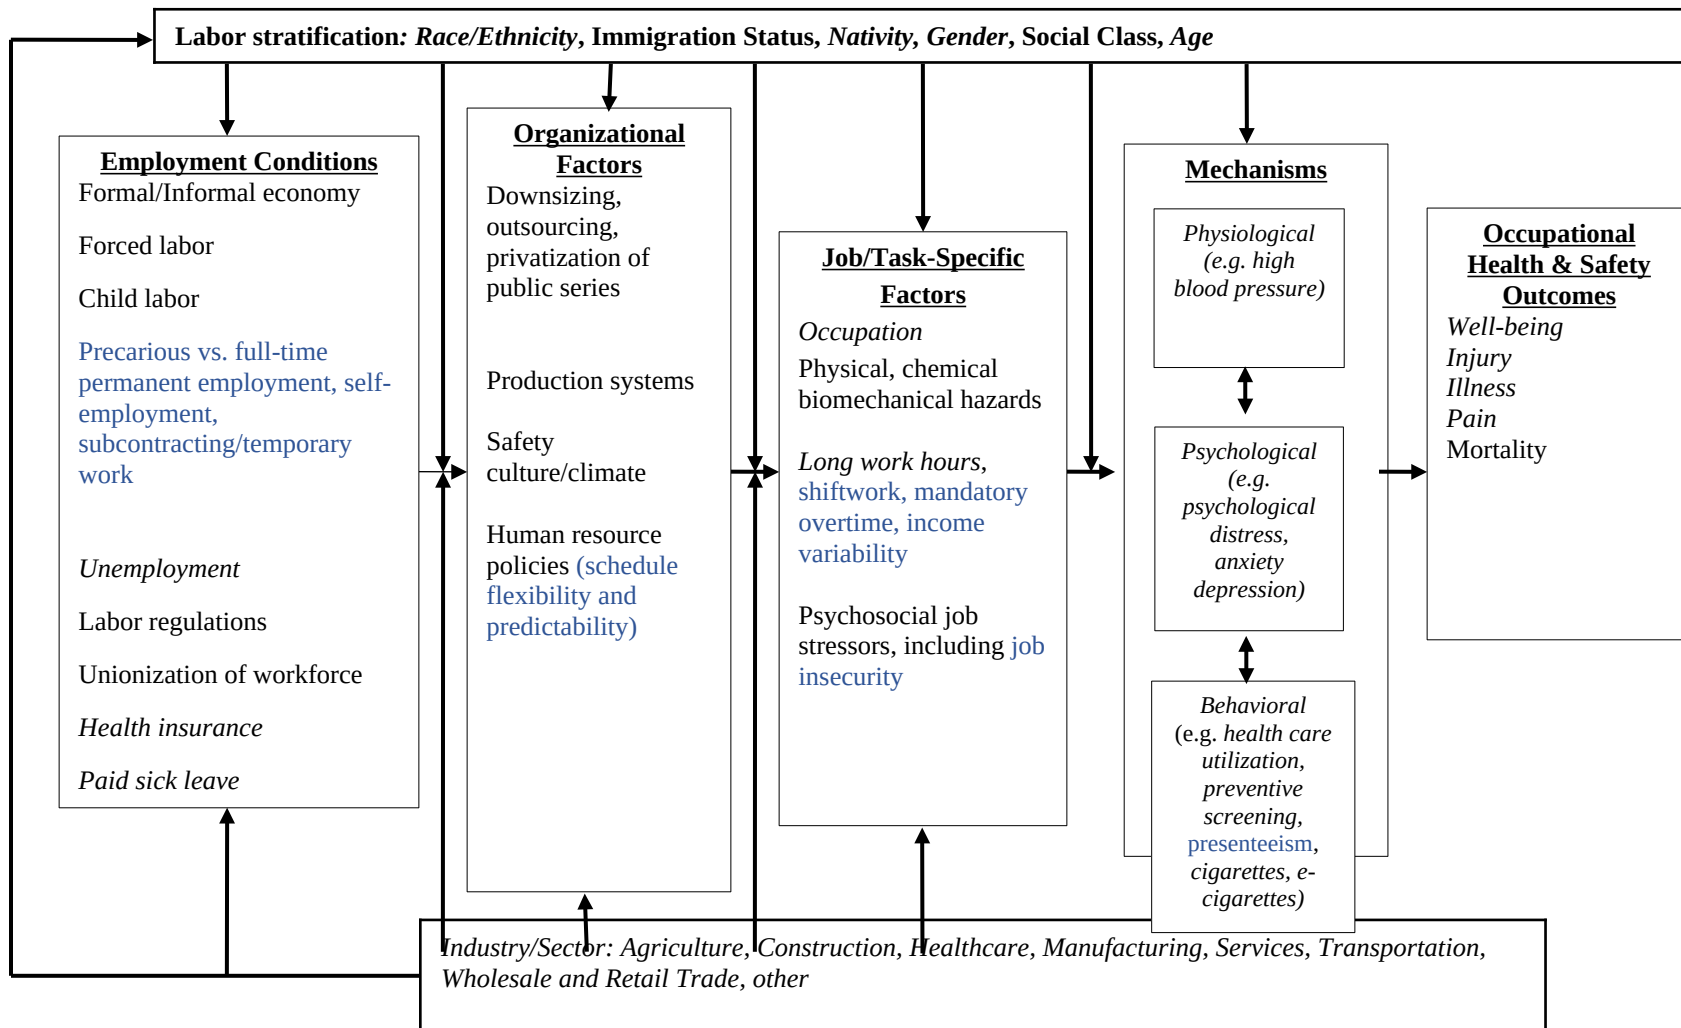 Labor stratification: Race/Ethnicity, Immigration Status, Nativity, Gender, Social Class, Age
Employment Conditions
Formal/Informal economy
Forced labor
Child labor
Precarious vs. full-time
permanent employment, self-
employment,
subcontracting/temporary
work
Unemployment
Labor regulations
Unionization of workforce
Health insurance
Paid sick leave
Organizational
Factors
Downsizing,
outsourcing,
privatization of
public series
Production systems
Safety
culture/climate
Human resource
policies (schedule
flexibility and
predictability)
Job/Task-Specific
Factors
Occupation
Physical, chemical
biomechanical hazards
Long work hours,
shiftwork, mandatory
overtime, income
variability
Psychosocial job
stressors, including job
insecurity
Mechanisms
Physiological
(e.g. high
blood pressure)
Psychological
(e.g.
psychological
distress,
anxiety
depression)
Behavioral
(e.g. health care
utilization,
preventive
screening,
presenteeism,
cigarettes, e-
cigarettes)
Occupational
Health & Safety
Outcomes
Well-being
Injury
Illness
Pain
Mortality
Industry/Sector: Agriculture, Construction, Healthcare, Manufacturing, Services, Transportation,
Wholesale and Retail Trade, other